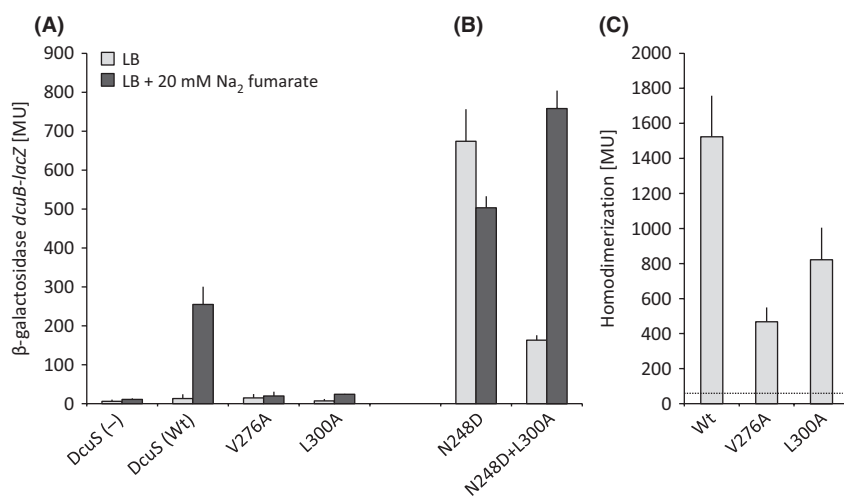 (A)
(B)
(C)
β-galactosidase dcuB-lacZ [MU]
900
800
700
600
500
400
300
200
100
0
LB
LB + 20 mM Na₂ fumarate
DcuS (–)
DcuS (Wt)
V276A
L300A
N248D
N248D+L300A
Homodimerization [MU]
2000
1800
1600
1400
1200
1000
800
600
400
200
0
Wt
V276A
L300A